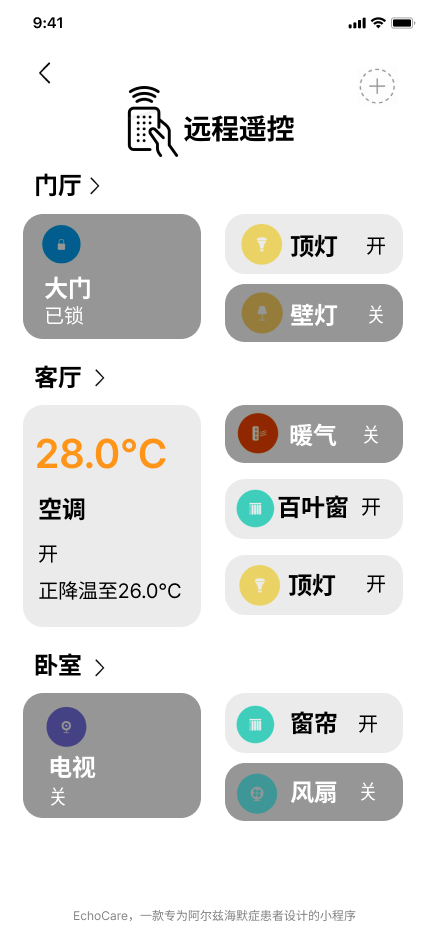 9:41
远程遥控
门厅
大门
已锁
顶灯 开
壁灯 关
客厅
28.0°C
空调
开
正降温至26.0°C
暖气 关
百叶窗 开
顶灯 开
卧室
电视
关
窗帘 开
风扇 关
EchoCare，一款专为阿尔兹海默症患者设计的小程序